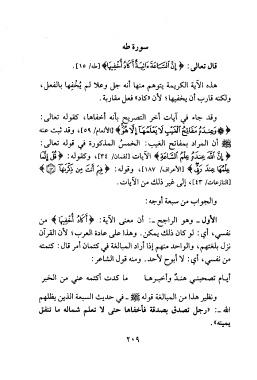 سورة طه
قال تعالى: ﴿إِنَّ السَّاعَةَ ءَاتِيَةٌ أَكَادُ أُخْفِيهَا﴾ [طه/ ١٥].
هذه الآية الكريمة يتوهم منها أنه جل وعلا لم يُخْفِها بالفعل،
ولكنه قارب أن يخفيها؛ لأن «كاد» فعل مقاربة.
وقد جاء في آيات أخر التصريح بأنه أخفاها، كقوله تعالى:
﴿وَعِندَهُ مَفَاتِحُ الْغَيْبِ لَا يَعْلَمُهَا إِلَّا هُوَ﴾ [الأنعام/ ٥٩]، وقد ثبت عنه
ﷺ أن المراد بمفاتح الغيب: الخمسُ المذكورة في قوله تعالى:
﴿إِنَّ اللَّهَ عِندَهُ عِلْمُ السَّاعَةِ﴾ الآيات [لقمان/ ٣٤]، وكقوله: ﴿قُلْ إِنَّمَا
عِلْمُهَا عِندَ رَبِّي﴾ [الأعراف/ ١٨٧]، وقوله: ﴿فِيمَ أَنتَ مِن ذِكْرَاهَا﴾
[النازعات/ ٤٣]، إلى غير ذلك من الآيات.
والجواب من سبعة أوجه:
الأول ـ وهو الراجح ـ: أن معنى الآية: ﴿أَكَادُ أُخْفِيهَا﴾ من
نفسي، أي: لو كان ذلك يمكن. وهذا على عادة العرب؛ لأن القرآن
نزل بلغتهم، والواحد منهم إذا أراد المبالغة في كتمان أمر قال: كتمته
من نفسي، أي: لا أبوح لأحد. ومنه قول الشاعر:
أيام تصحبني هندٌ وأخبرها ما كدت أكتمه عني من الخبر
ونظير هذا من المبالغة قوله ﷺ ـ في حديث السبعة الذين يظلهم
الله ـ: «رجل تصدق بصدقة فأخفاها حتى لا تعلم شماله ما تنفق
يمينه».
٢٠٩